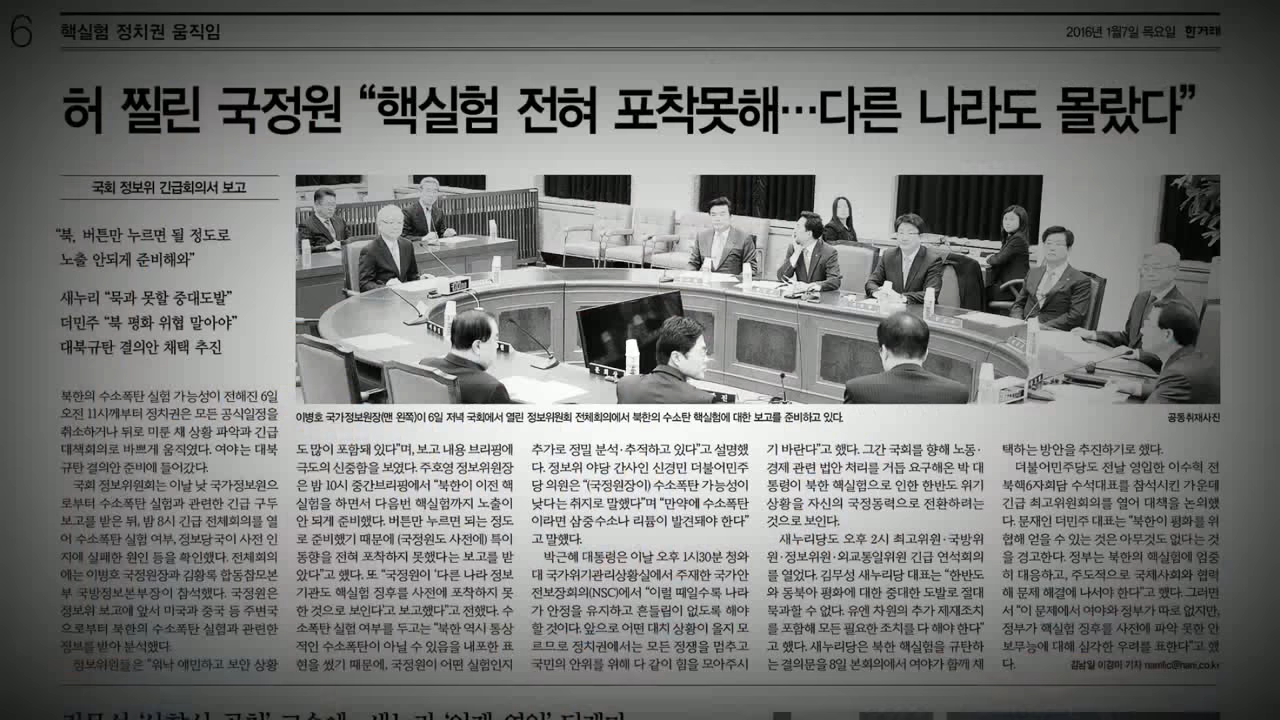 6
핵실험 정치권 움직임
2016년 1월7일 목요일 한겨레
허 찔린 국정원 “핵실험 전혀 포착못해…다른 나라도 몰랐다”
국회 정보위 긴급회의서 보고
“북, 버튼만 누르면 될 정도로
노출 안되게 준비해와”
새누리 “묵과 못할 중대도발”
더민주 “북 평화 위협 말아야”
대북규탄 결의안 채택 추진
이병호 국가정보원장(맨 왼쪽)이 6일 저녁 국회에서 열린 정보위원회 전체회의에서 북한의 수소탄 핵실험에 대한 보고를 준비하고 있다.
공동취재사진
북한의 수소폭탄 실험 가능성이 전해진 6일
오전 11시께부터 정치권은 모든 공식일정을
취소하거나 뒤로 미룬 채 상황 파악과 긴급
대책회의로 바쁘게 움직였다. 여야는 대북
규탄 결의안 준비에 들어갔다.
국회 정보위원회는 이날 낮 국가정보원으
로부터 수소폭탄 실험과 관련한 긴급 구두
보고를 받은 뒤, 밤 8시 긴급 전체회의를 열
어 수소폭탄 실험 여부, 정보당국이 사전 인
지에 실패한 원인 등을 확인했다. 전체회의
에는 이병호 국정원장과 김황록 합동참모본
부 국방정보본부장이 참석했다. 국정원은
정보위 보고에 앞서 미국과 중국 등 주변국
으로부터 북한의 수소폭탄 실험과 관련한
정보를 받아 분석했다.
정보위원들은 “워낙 예민하고 보안 상황
도 많이 포함돼 있다”며, 보고 내용 브리핑에
극도의 신중함을 보였다. 주호영 정보위원장
은 밤 10시 중간브리핑에서 “북한이 이전 핵
실험을 하면서 다음번 핵실험까지 노출이
안 되게 준비했다. 버튼만 누르면 되는 정도
로 준비했기 때문에 (국정원도 사전에) 특이
동향을 전혀 포착하지 못했다는 보고를 받
았다”고 했다. 또 “국정원이 ‘다른 나라 정보
기관도 핵실험 징후를 사전에 포착하지 못
한 것으로 보인다’고 보고했다”고 전했다. 수
소폭탄 실험 여부를 두고는 “북한 역시 통상
적인 수소폭탄이 아닐 수 있음을 내포한 표
현을 썼기 때문에, 국정원이 어떤 실험인지
추가로 정밀 분석·추적하고 있다”고 설명했
다. 정보위 야당 간사인 신경민 더불어민주
당 의원은 “(국정원장이) 수소폭탄 가능성이
낮다는 취지로 말했다”며 “만약에 수소폭탄
이라면 삼중수소나 리튬이 발견돼야 한다”
고 말했다.
박근혜 대통령은 이날 오후 1시30분 청와
대 국가위기관리상황실에서 주재한 국가안
전보장회의(NSC)에서 “이럴 때일수록 나라
가 안정을 유지하고 흔들림이 없도록 해야
할 것이다. 앞으로 어떤 대치 상황이 올지 모
르므로 정치권에서는 모든 정쟁을 멈추고
국민의 안위를 위해 다 같이 힘을 모아주시
기 바란다”고 했다. 그간 국회를 향해 노동·
경제 관련 법안 처리를 거듭 요구해온 박 대
통령이 북한 핵실험으로 인한 한반도 위기
상황을 자신의 국정동력으로 전환하려는
것으로 보인다.
새누리당도 오후 2시 최고위원·국방위
원·정보위원·외교통일위원 긴급 연석회의
를 열었다. 김무성 새누리당 대표는 “한반도
와 동북아 평화에 대한 중대한 도발로 절대
묵과할 수 없다. 유엔 차원의 추가 제재조치
를 포함해 모든 필요한 조치를 다 해야 한다”
고 했다. 새누리당은 북한 핵실험을 규탄하
는 결의문을 8일 본회의에서 여야가 함께 채
택하는 방안을 추진하기로 했다.
더불어민주당도 전날 영입한 이수혁 전
북핵6자회담 수석대표를 참석시킨 가운데
긴급 최고위원회의를 열어 대책을 논의했
다. 문재인 더민주 대표는 “북한이 평화를 위
협해 얻을 수 있는 것은 아무것도 없다는 것
을 경고한다. 정부는 북한의 핵실험에 엄중
히 대응하고, 주도적으로 국제사회와 협력
해 문제 해결에 나서야 한다”고 했다. 그러면
서 “이 문제에서 여야와 정부가 따로 없지만,
정부가 핵실험 징후를 사전에 파악 못한 안
보무능에 대해 심각한 우려를 표한다”고 했
다.
김남일 이경미 기자 namfic@hani.co.kr